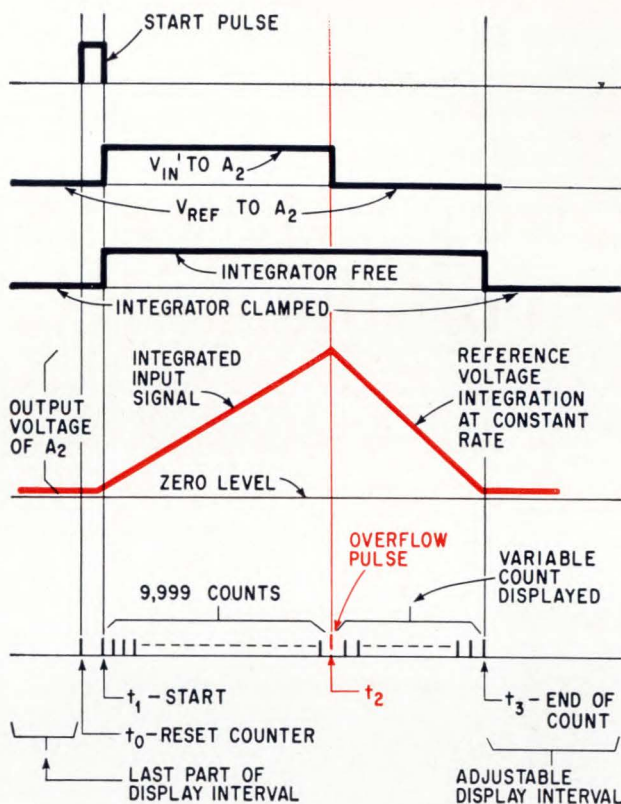 START PULSE
V_IN' TO A_2
V_REF TO A_2
INTEGRATOR FREE
INTEGRATOR CLAMPED
OUTPUT
VOLTAGE
OF A_2
INTEGRATED
INPUT
SIGNAL
REFERENCE
VOLTAGE
INTEGRATION
AT CONSTANT
RATE
ZERO LEVEL
OVERFLOW
PULSE
9,999 COUNTS
VARIABLE
COUNT
DISPLAYED
t_1-START
t_2
t_3-END OF
COUNT
t_0-RESET COUNTER
LAST PART OF
DISPLAY INTERVAL
ADJUSTABLE
DISPLAY INTERVAL